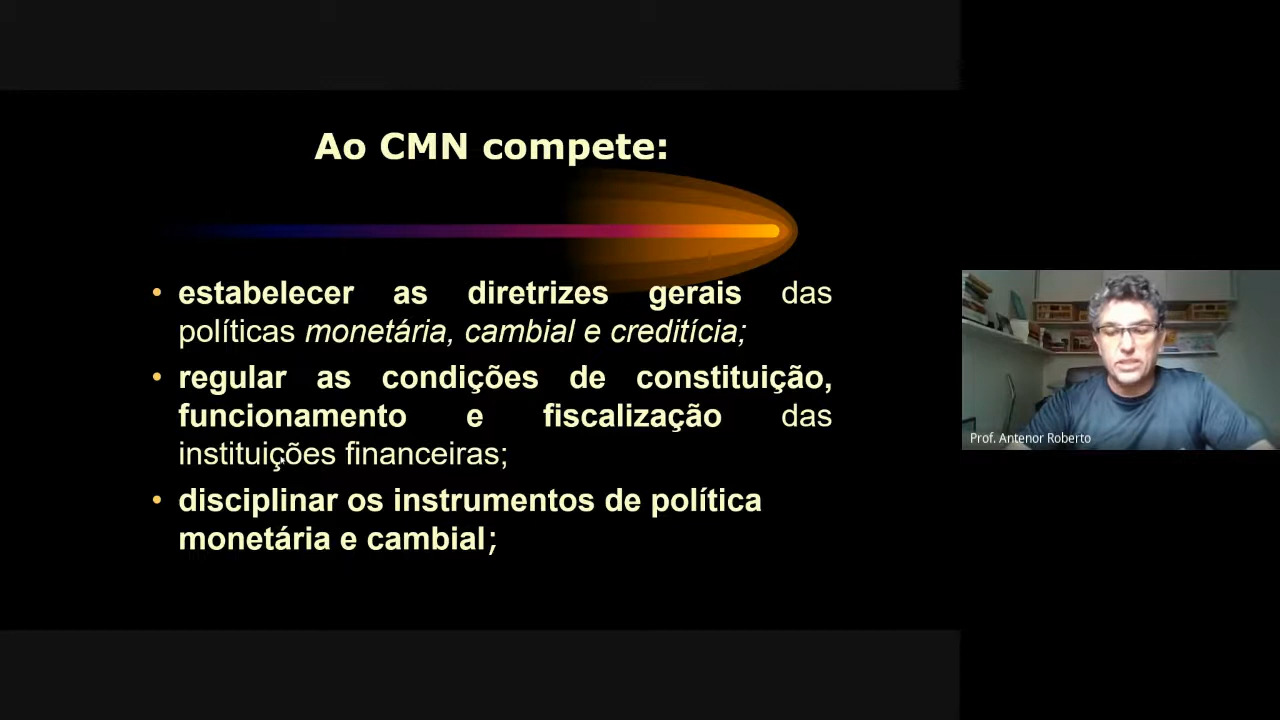 Ao CMN compete:
• estabelecer as diretrizes gerais das
políticas monetária, cambial e creditícia;
• regular as condições de constituição,
funcionamento e fiscalização das
instituições financeiras;
• disciplinar os instrumentos de política
monetária e cambial;
Prof. Antenor Roberto